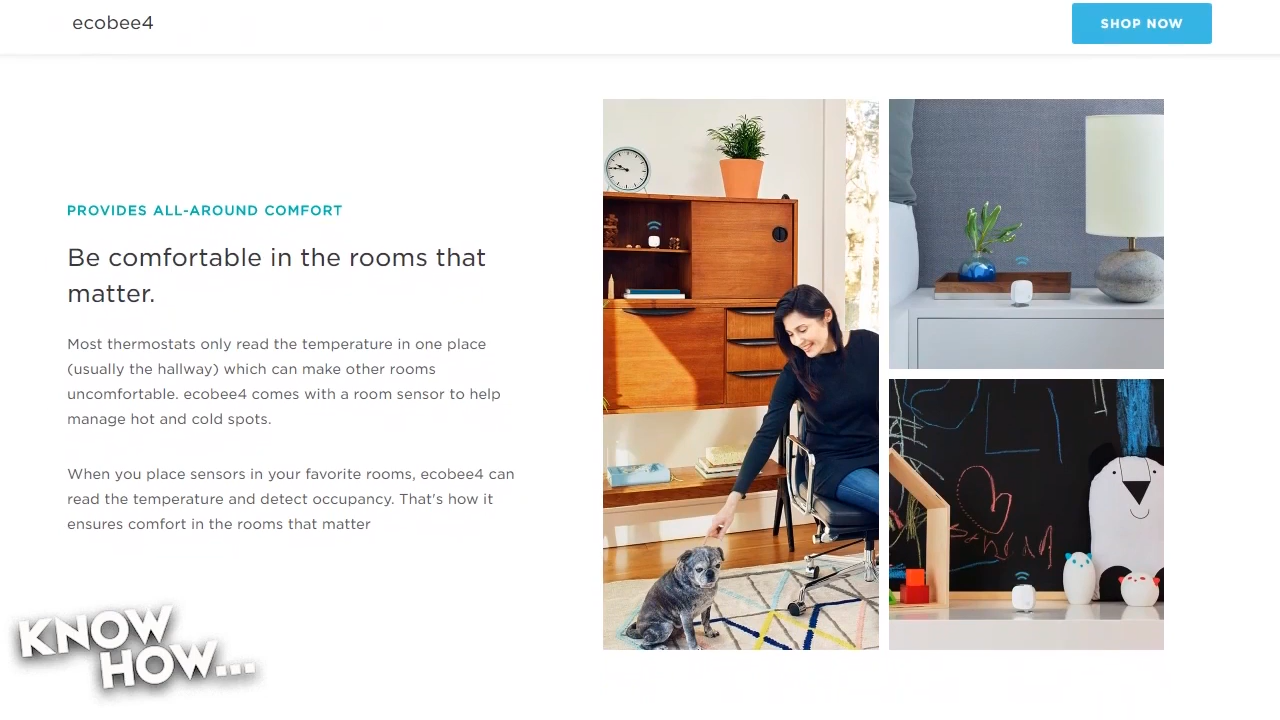 ecobee4
SHOP NOW
PROVIDES ALL-AROUND COMFORT
Be comfortable in the rooms that
matter.
Most thermostats only read the temperature in one place
(usually the hallway) which can make other rooms
uncomfortable. ecobee4 comes with a room sensor to help
manage hot and cold spots.
When you place sensors in your favorite rooms, ecobee4 can
read the temperature and detect occupancy. That's how it
ensures comfort in the rooms that matter
KNOW
HOW...